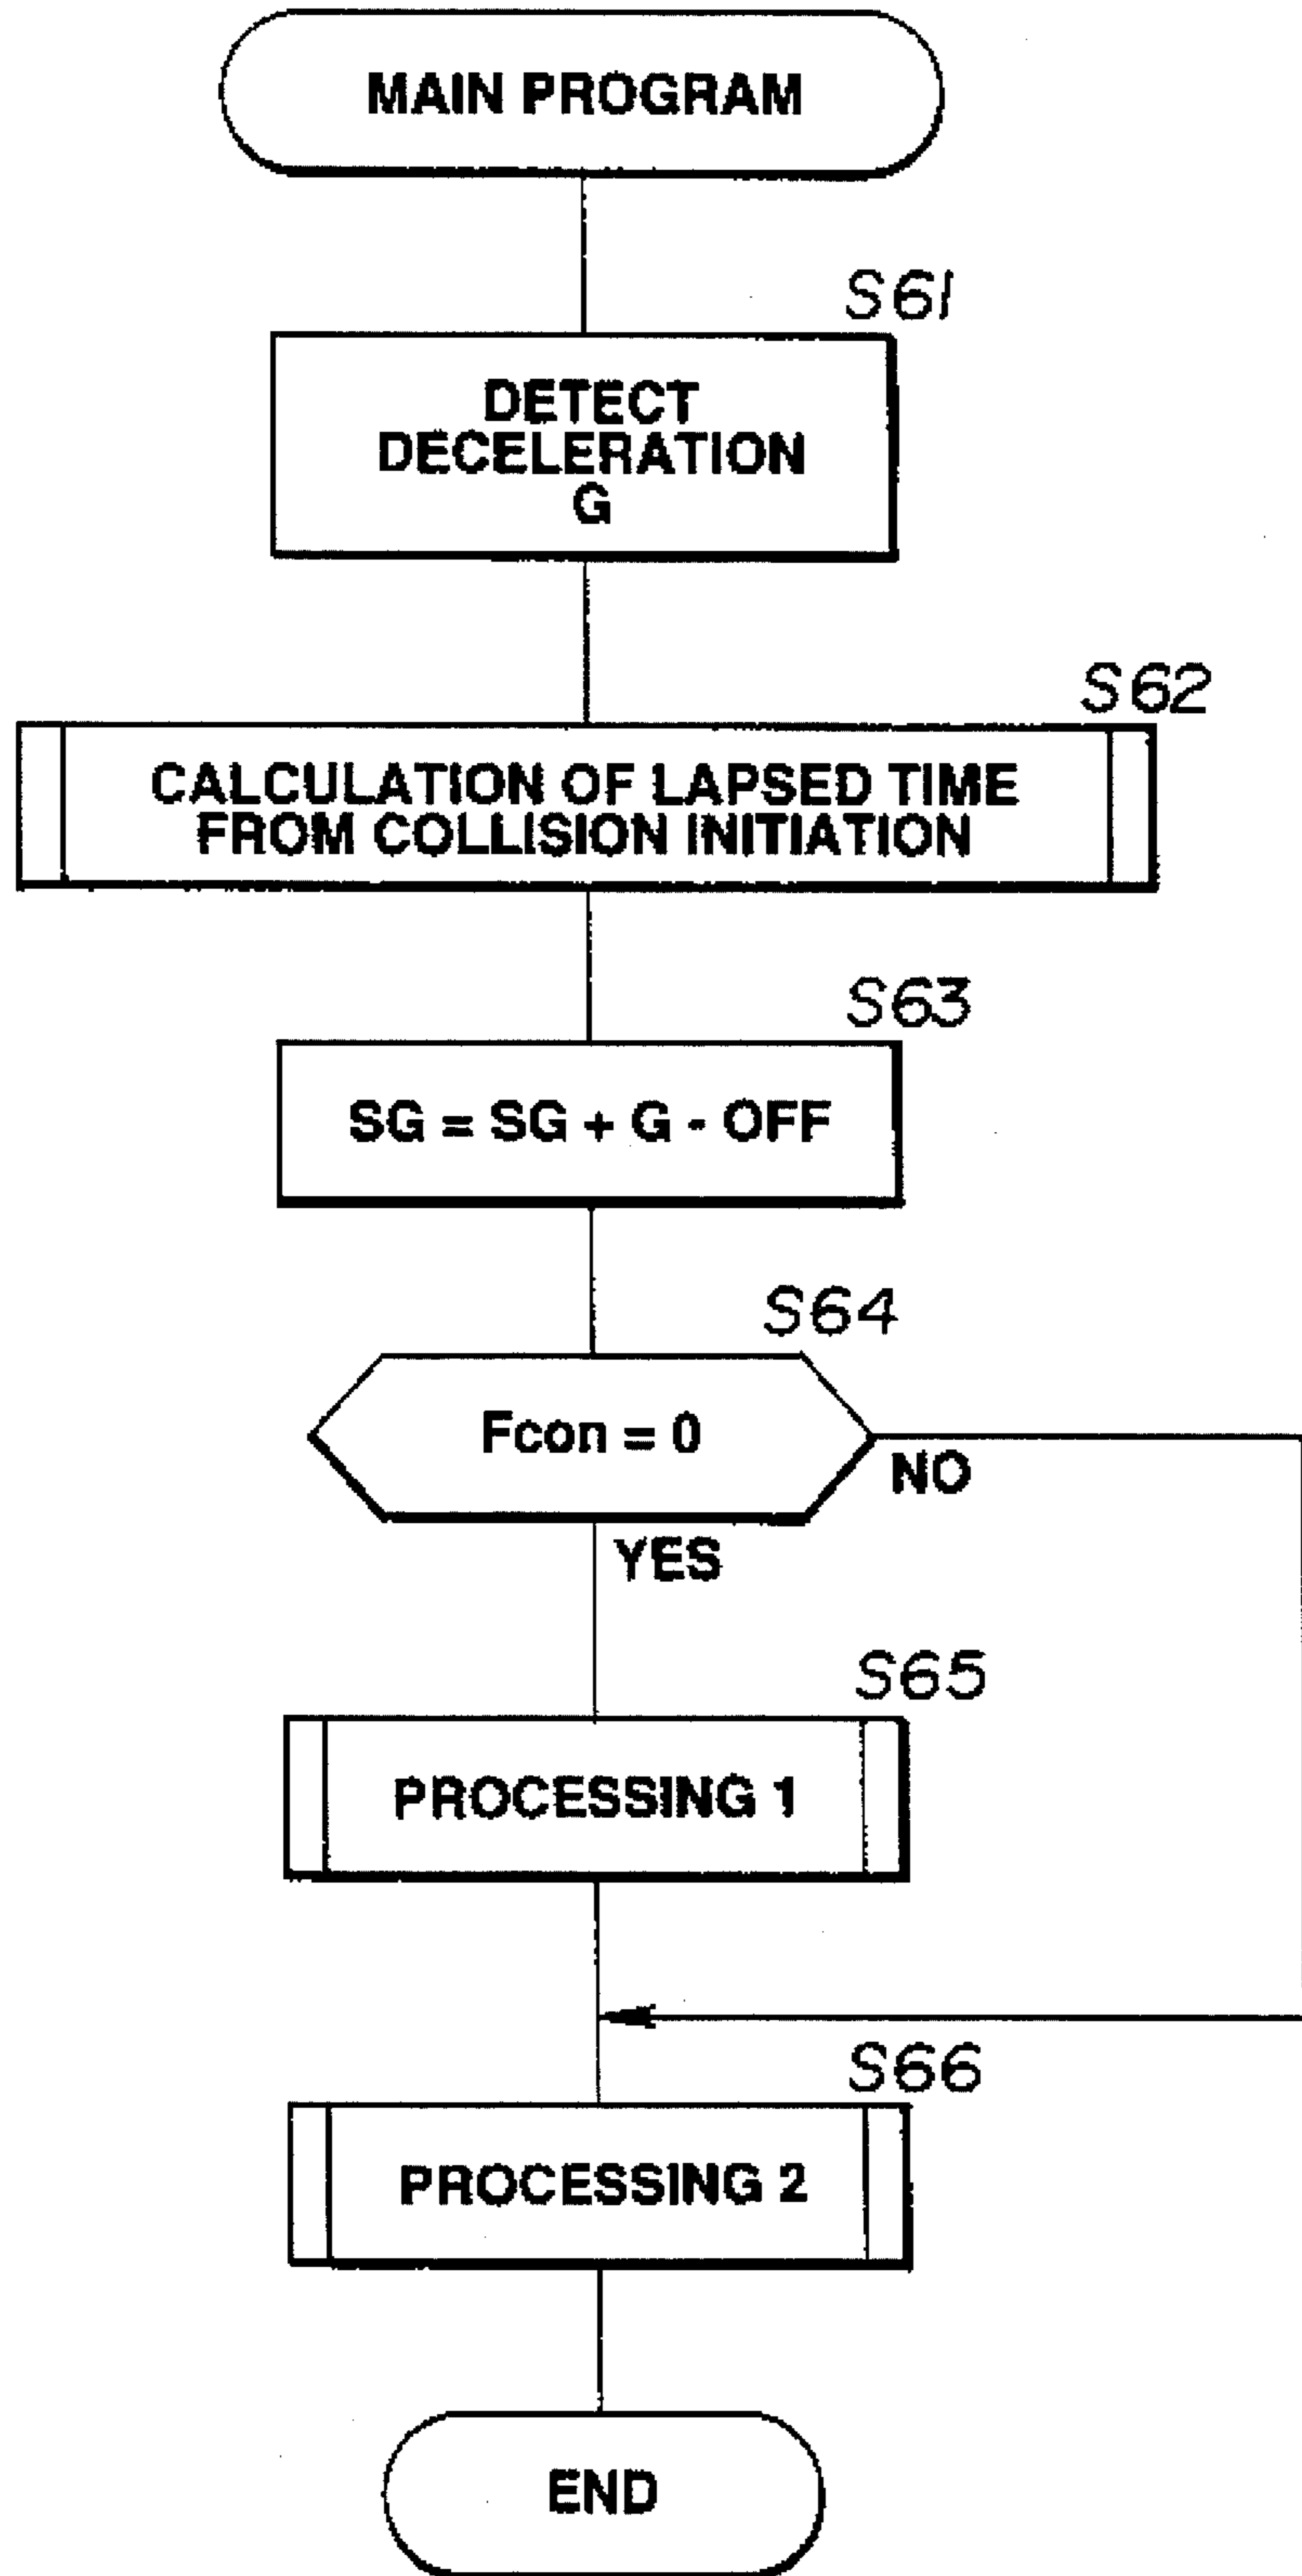 MAIN PROGRAM
S61
DETECT
DECELERATION
G
S62
CALCULATION OF LAPSED TIME
FROM COLLISION INITIATION
S63
SG = SG + G - OFF
S64
Fcon = 0
NO
YES
S65
PROCESSING 1
S66
PROCESSING 2
END